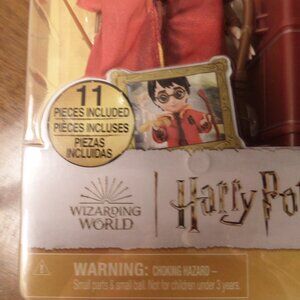 11
PIECES INCLUDED
PIÈCES INCLUSES
PIEZAS
INCLUIDAS
WIZARDING
WORLD
Harry Po
WARNING: CHOKING HAZARD –
Small parts & small ball. Not for children under 3 years.